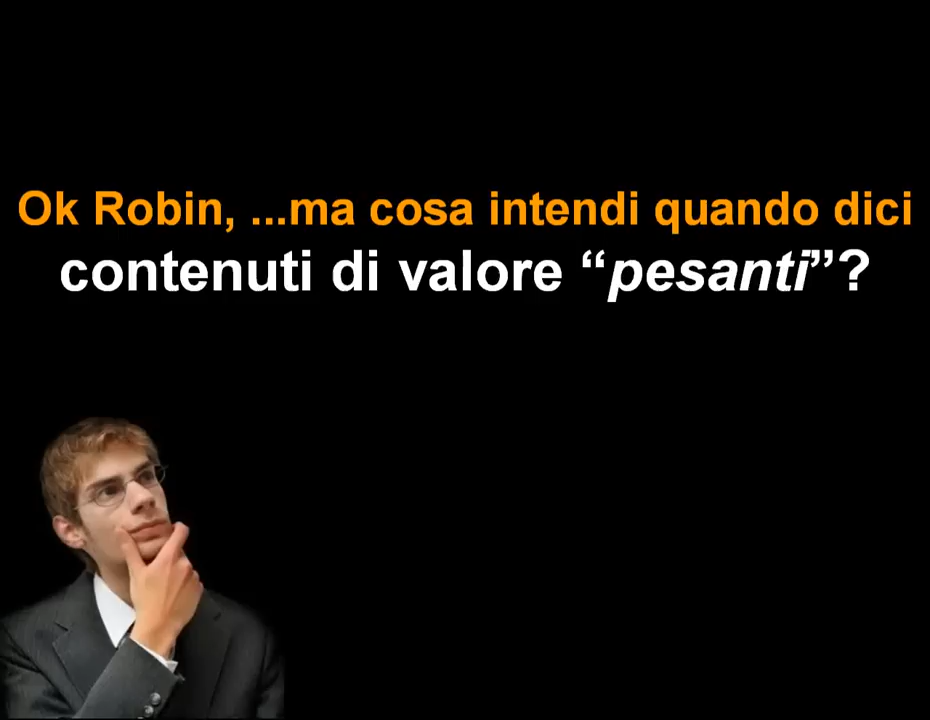 Ok Robin, ...ma cosa intendi quando dici
contenuti di valore “pesanti”?